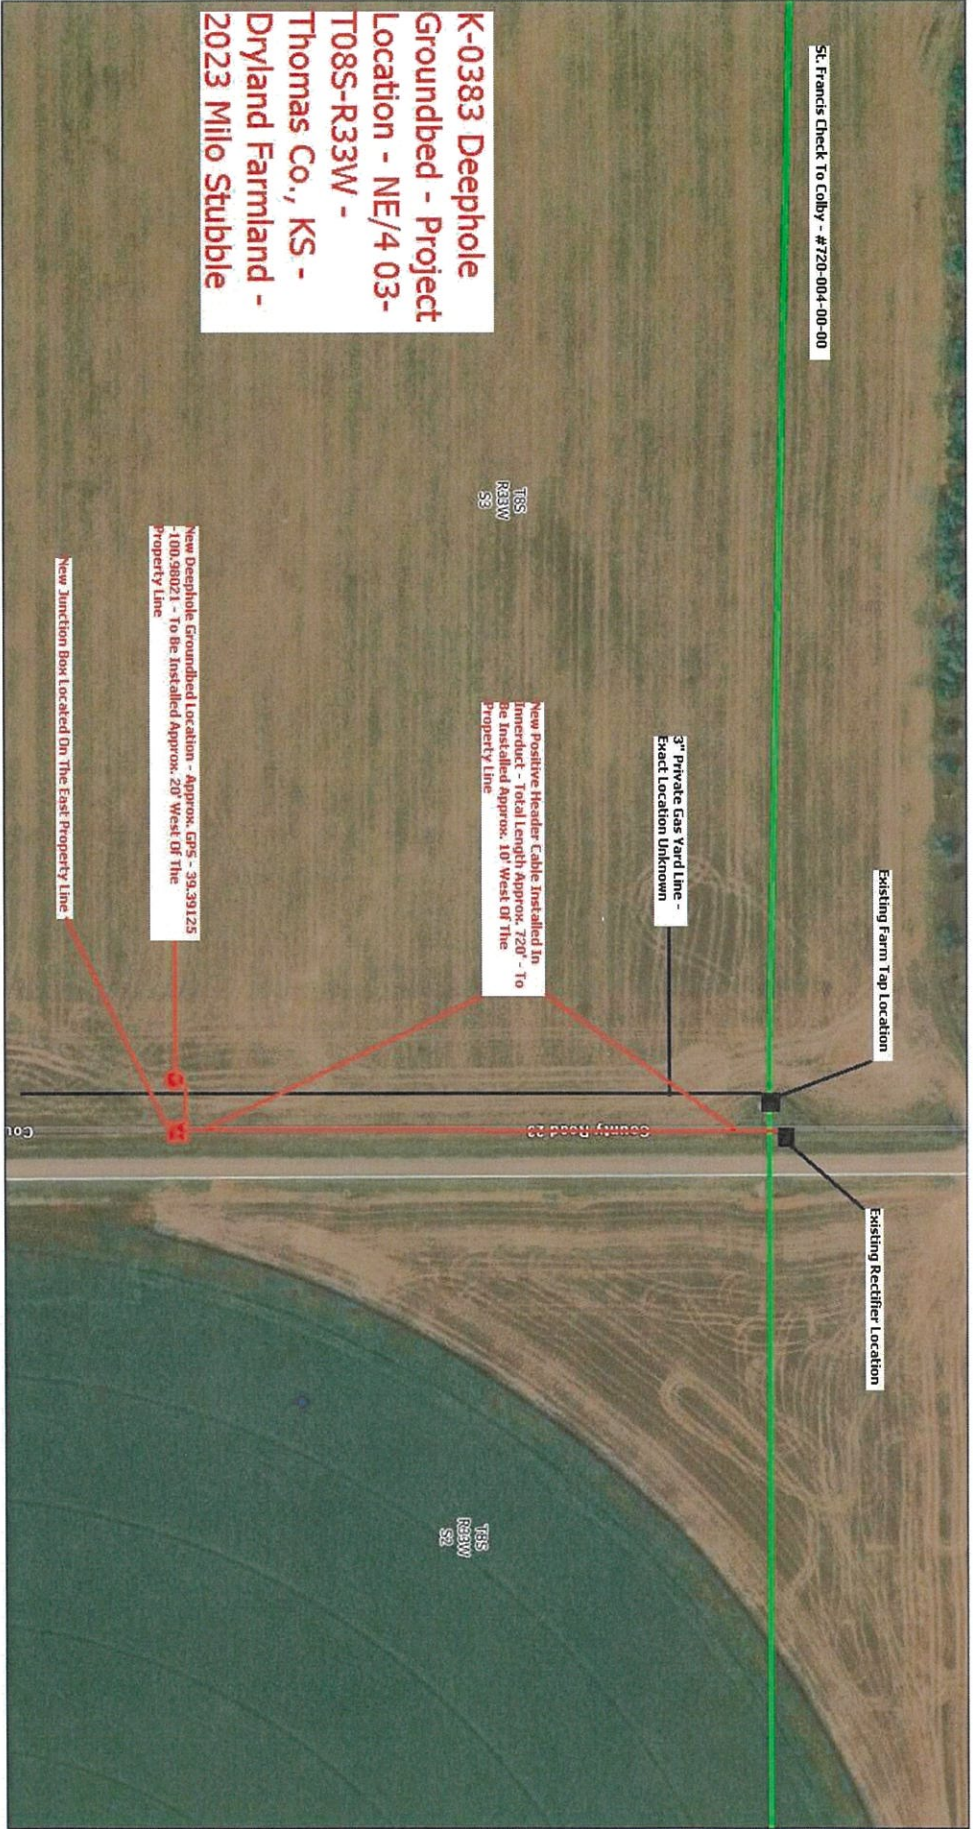 St. Francis Check To Colby - #720-004-00-00
Existing Farm Tap Location
Existing Rectifier Location
3" Private Gas Yard Line -
Exact Location Unknown
K-0383 Deephole
Groundbed - Project
Location - NE/4 03-
T08S-R33W -
Thomas Co., KS -
Dryland Farmland -
2023 Milo Stubble
T8S
R33W
S3
New Positive Header Cable Installed In
Innerduct - Total Length Approx. 720' - To
Be Installed Approx. 10' West Of The
Property Line
County Road 23
T8S
R33W
S2
New Deephole Groundbed Location - Approx. GPS - 39.39125
-100.98021 - To Be Installed Approx. 20' West Of The
Property Line
New Junction Box Located On The East Property Line
Cou